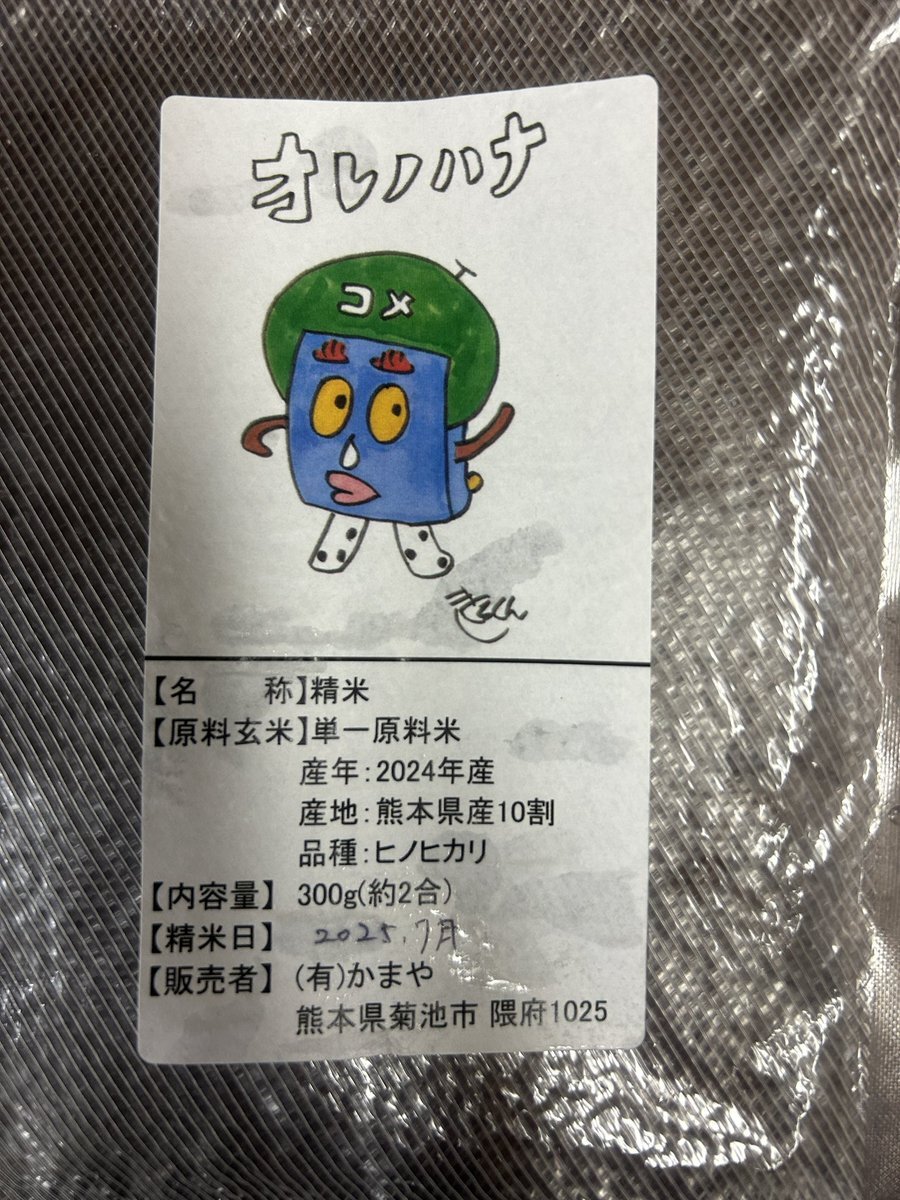 オレノハナ
コメ
【名　　称】精米
【原料玄米】単一原料米
産年：2024年産
産地：熊本県産10割
品種：ヒノヒカリ
【内容量】 300g(約2合)
【精米日】 2025.7月
【販売者】 (有)かまや
熊本県菊池市 隈府1025